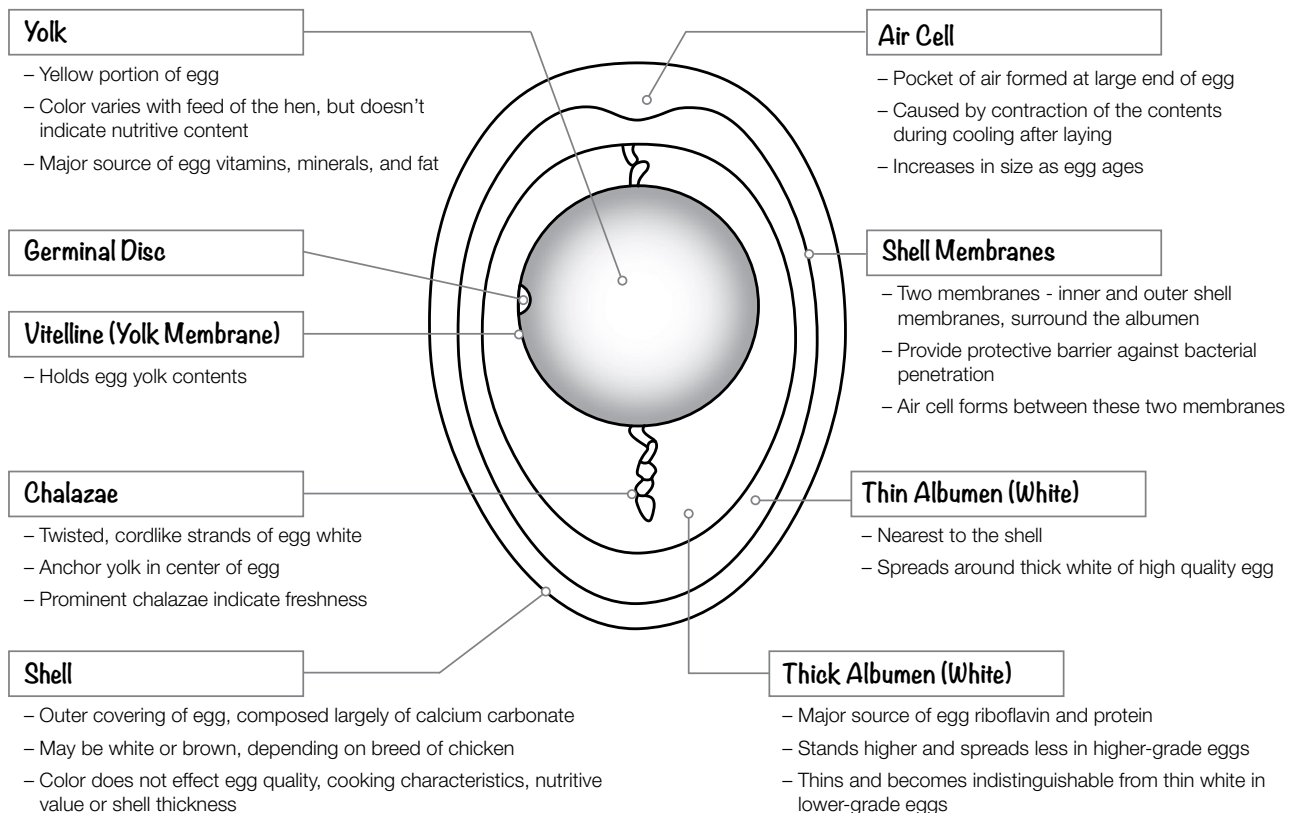 Yolk
– Yellow portion of egg
– Color varies with feed of the hen, but doesn't
indicate nutritive content
– Major source of egg vitamins, minerals, and fat
Germinal Disc
Vitelline (Yolk Membrane)
– Holds egg yolk contents
Chalazae
– Twisted, cordlike strands of egg white
– Anchor yolk in center of egg
– Prominent chalazae indicate freshness
Shell
– Outer covering of egg, composed largely of calcium carbonate
– May be white or brown, depending on breed of chicken
– Color does not effect egg quality, cooking characteristics, nutritive
value or shell thickness
Air Cell
– Pocket of air formed at large end of egg
– Caused by contraction of the contents
during cooling after laying
– Increases in size as egg ages
Shell Membranes
– Two membranes - inner and outer shell
membranes, surround the albumen
– Provide protective barrier against bacterial
penetration
– Air cell forms between these two membranes
Thin Albumen (White)
– Nearest to the shell
– Spreads around thick white of high quality egg
Thick Albumen (White)
– Major source of egg riboflavin and protein
– Stands higher and spreads less in higher-grade eggs
– Thins and becomes indistinguishable from thin white in
lower-grade eggs